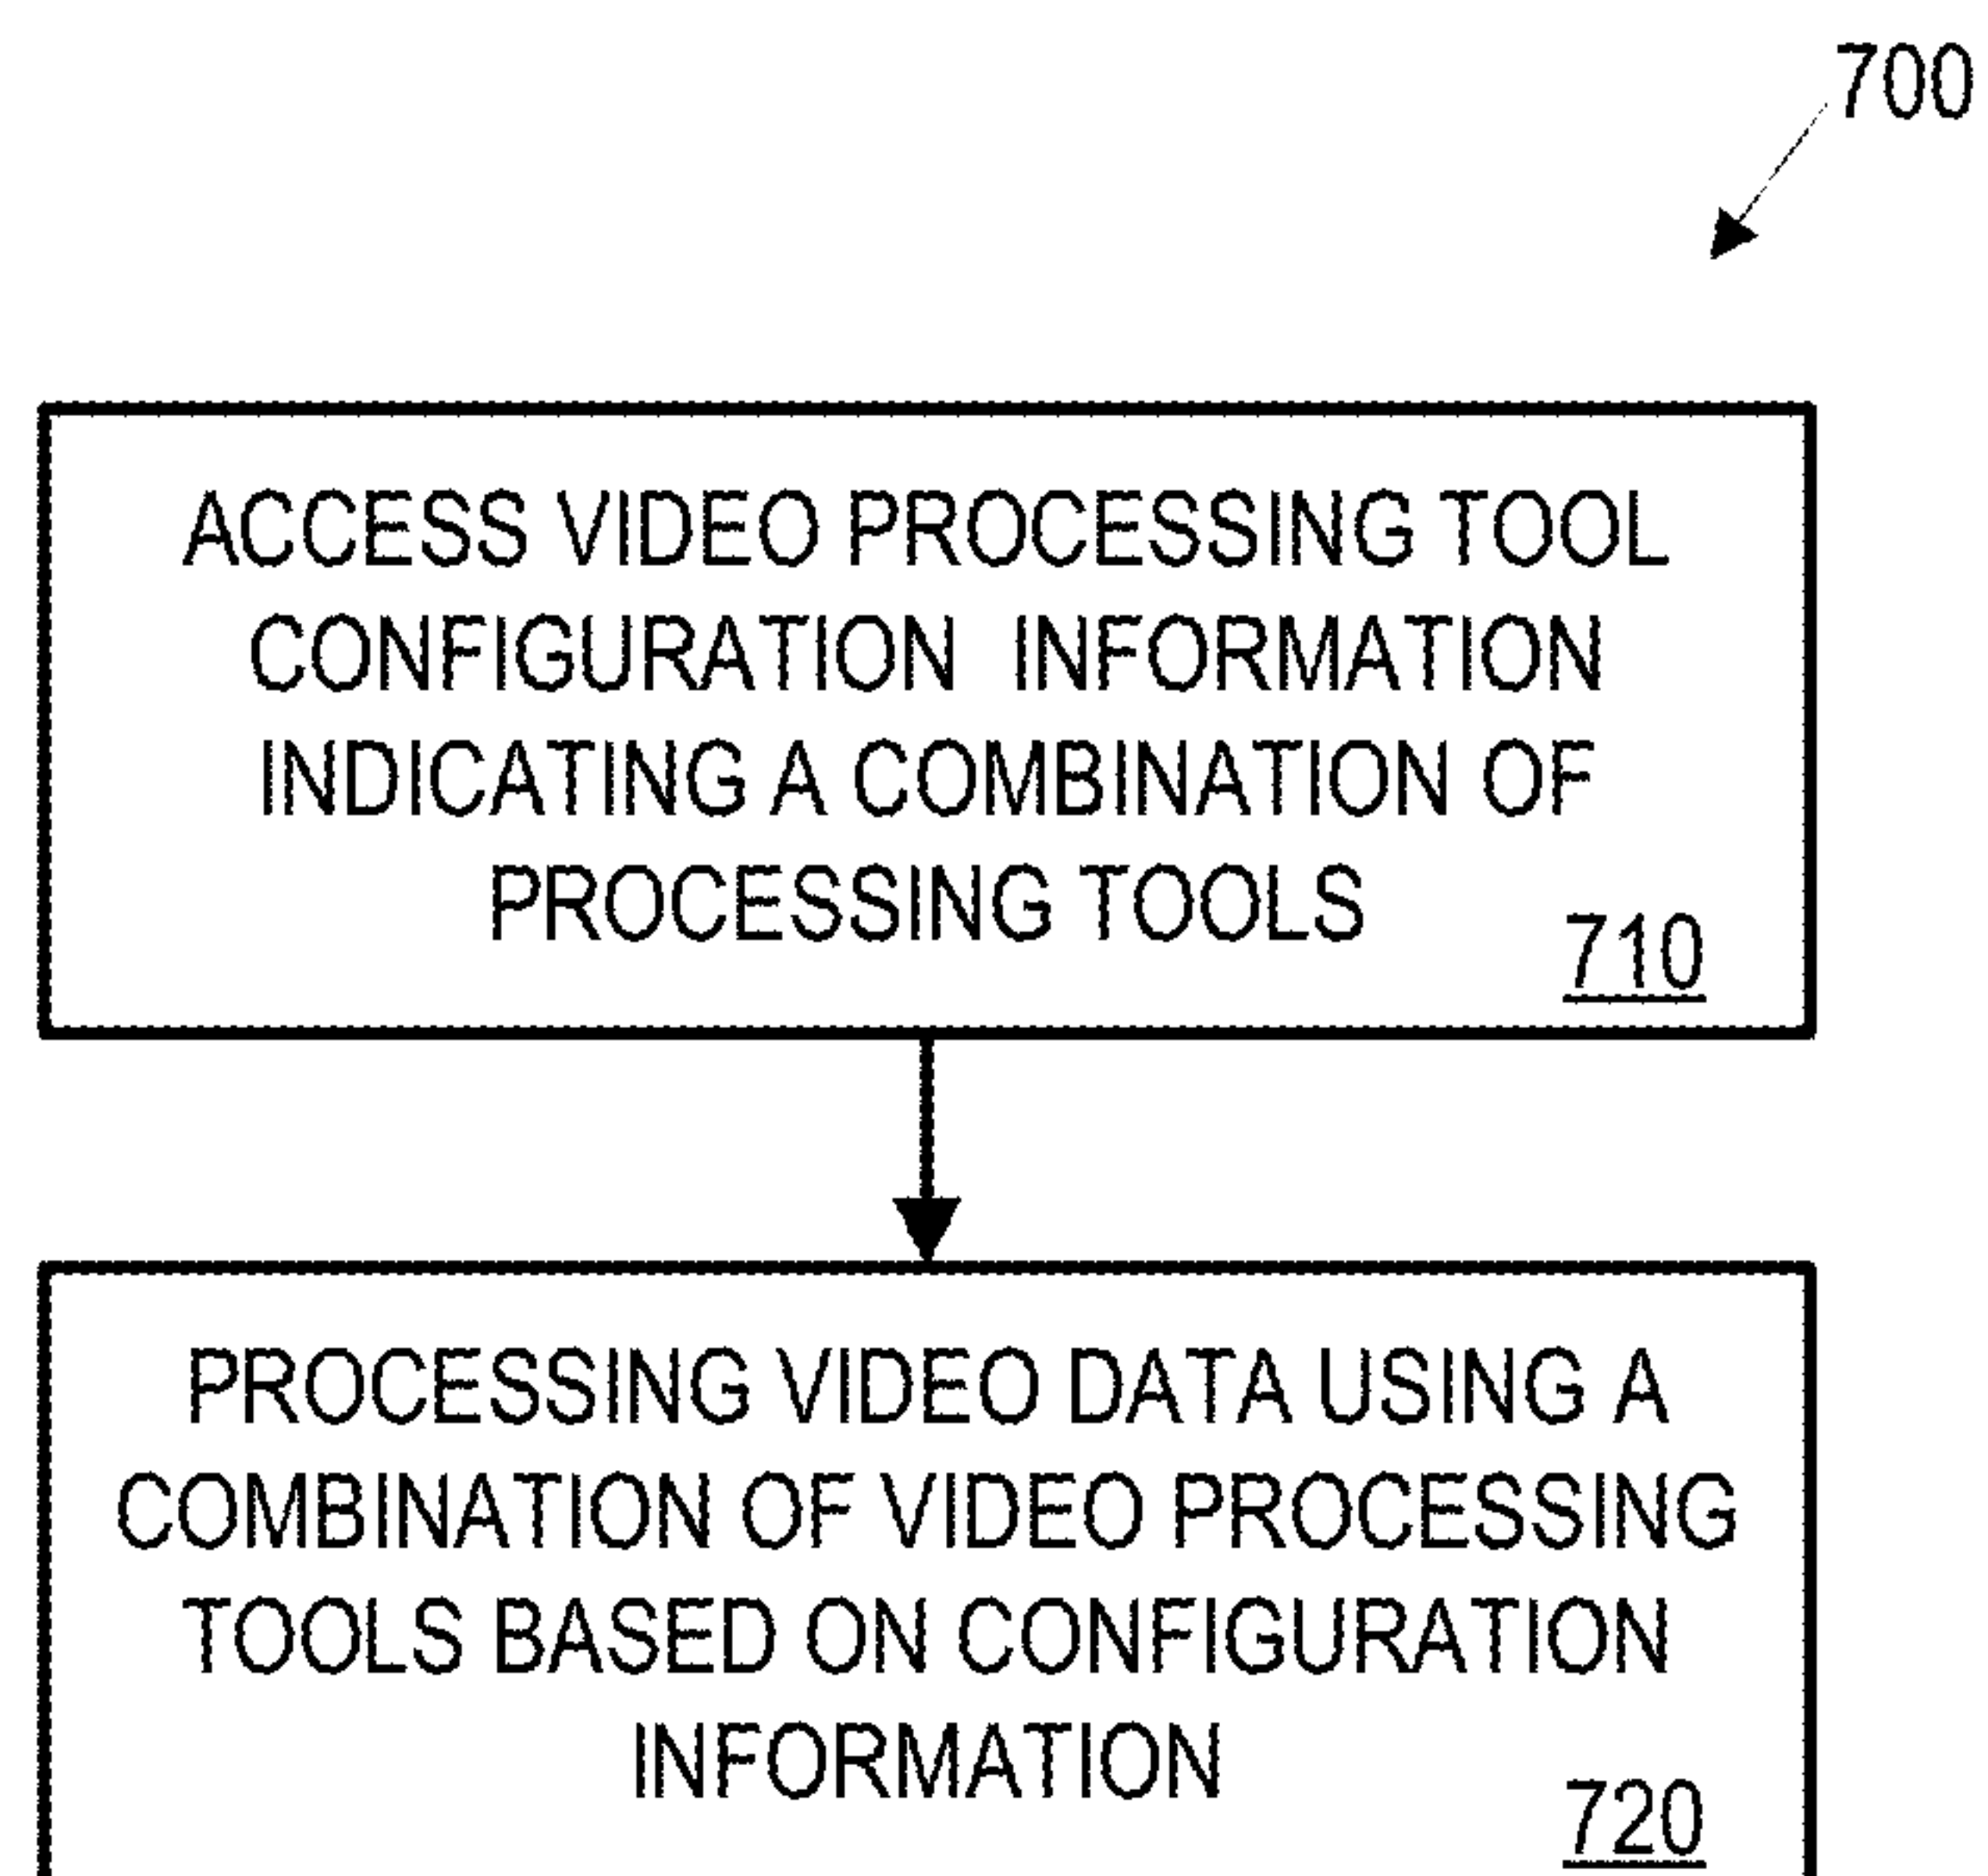 700
ACCESS VIDEO PROCESSING TOOL
CONFIGURATION INFORMATION
INDICATING A COMBINATION OF
PROCESSING TOOLS
710
PROCESSING VIDEO DATA USING A
COMBINATION OF VIDEO PROCESSING
TOOLS BASED ON CONFIGURATION
INFORMATION
720